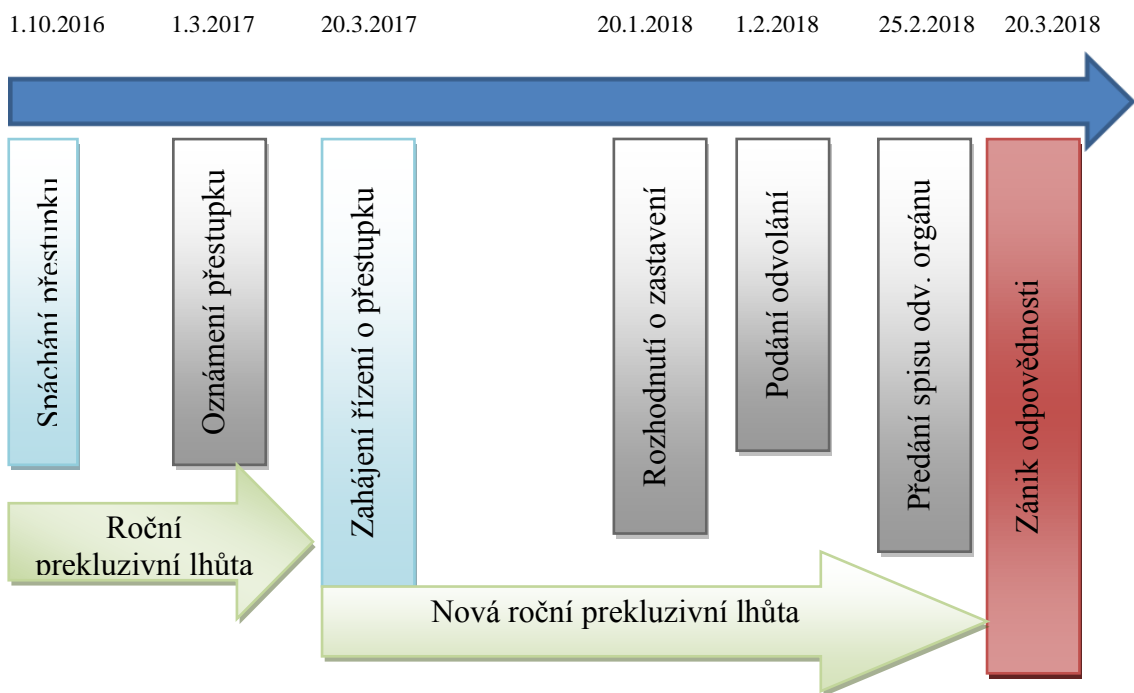 1.10.2016
1.3.2017
20.3.2017
20.1.2018
1.2.2018
25.2.2018
20.3.2018
Spáchání přestupku
Oznámení přestupku
Zahájení řízení o přestupku
Rozhodnutí o zastavení
Podání odvolání
Předání spisu odv. orgánu
Zánik odpovědnosti
Roční
prekluzivní lhůta
Nová roční prekluzivní lhůta